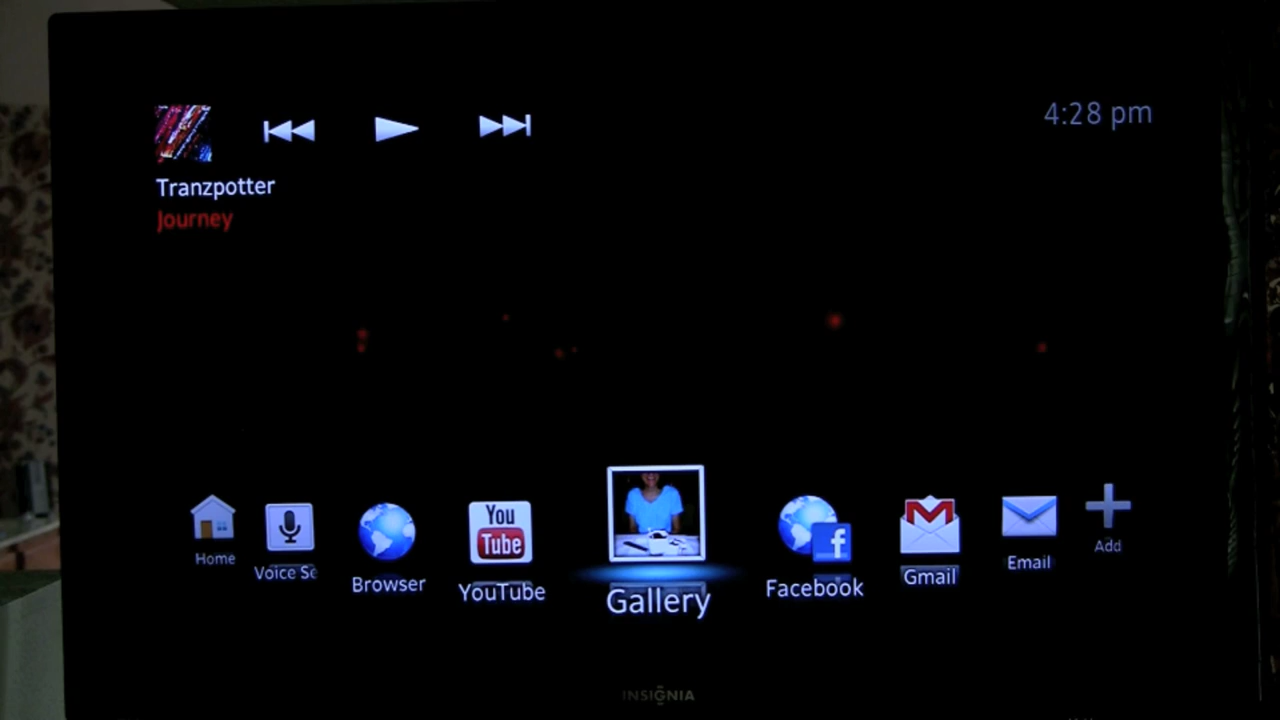 4:28 pm
Tranzpotter
Journey
Home
Voice Se
Browser
You
Tube
YouTube
Gallery
f
Facebook
Gmail
Email
Add
INSIGNIA